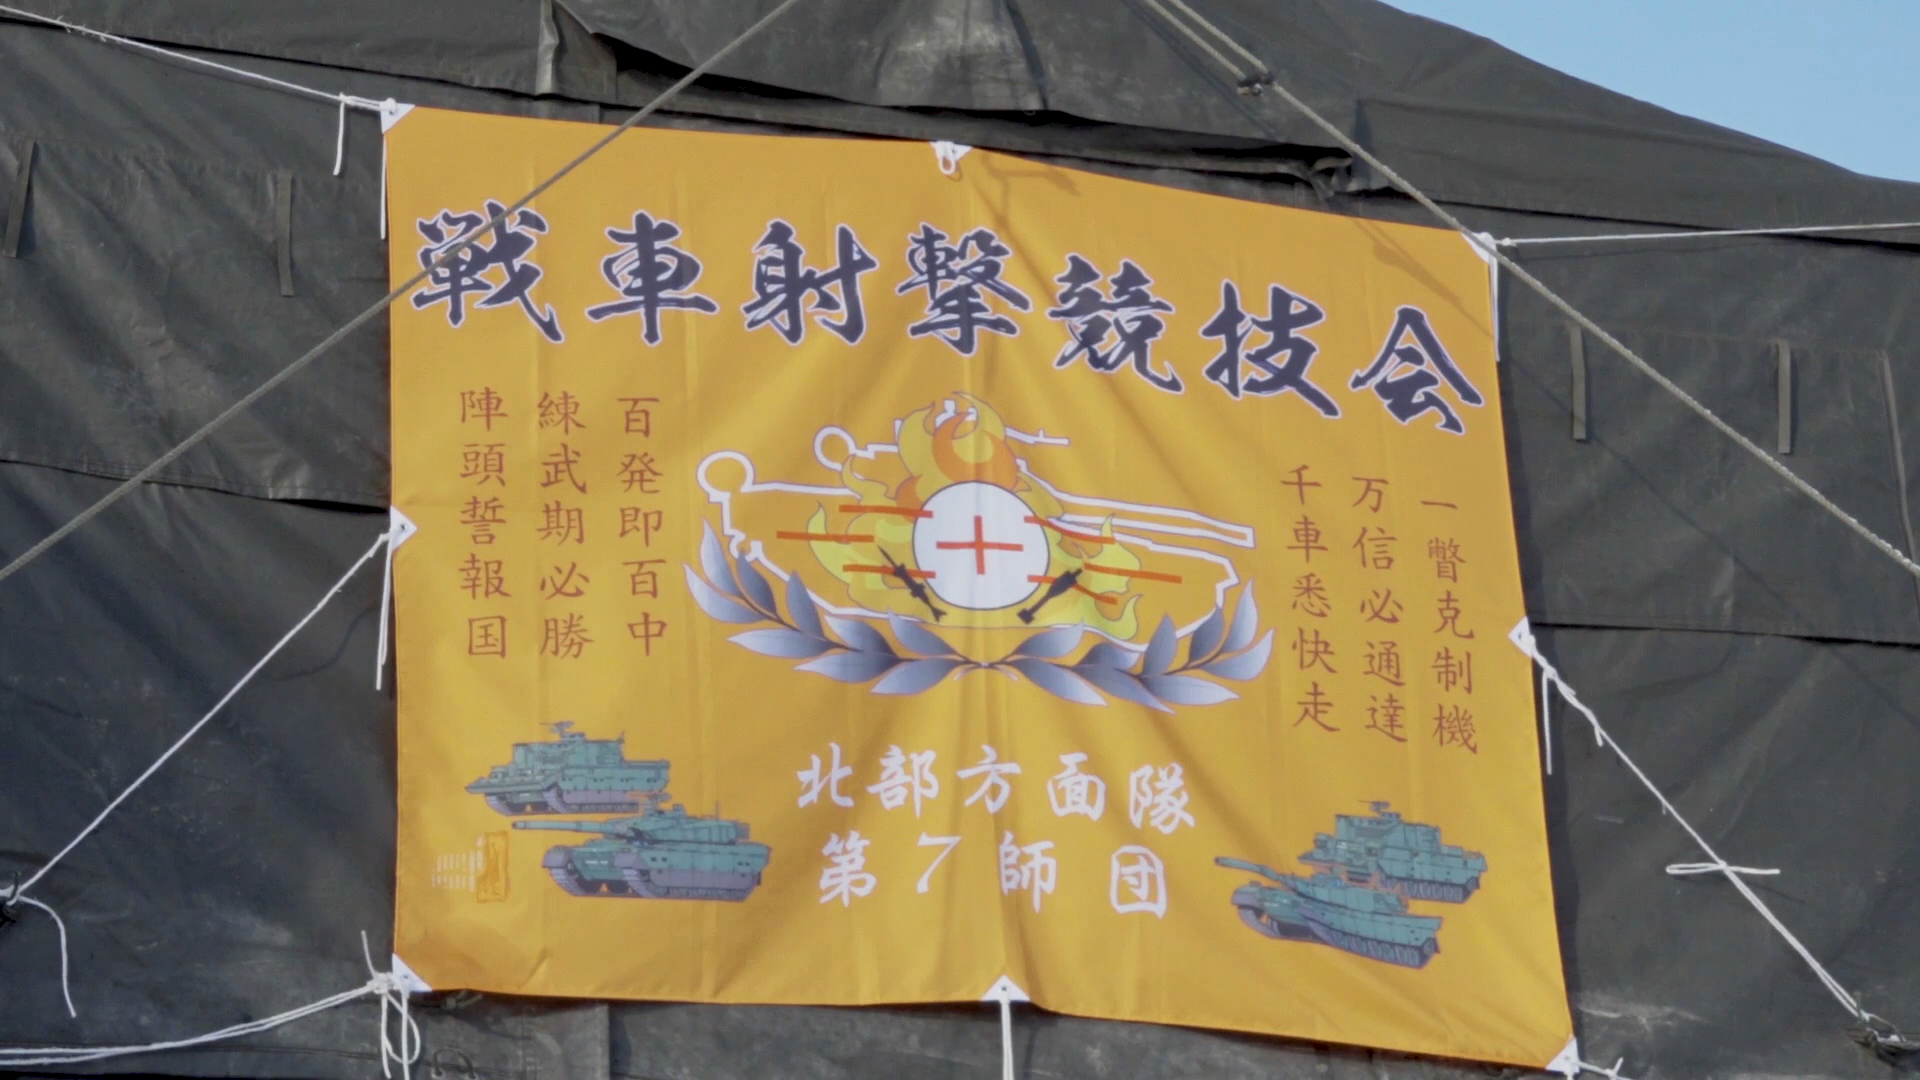 戦車射撃競技会
一瞥克制機
万信必通達
千車悉快走
百発即百中
練武期必勝
陣頭誓報国
北部方面隊
第7師団